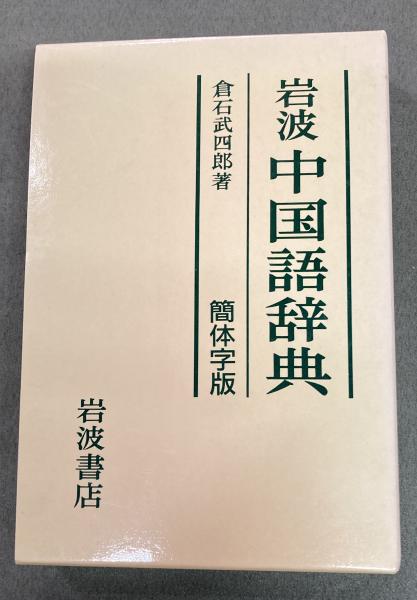 岩波中国語辞典
倉石武四郎著
簡体字版
岩波書店